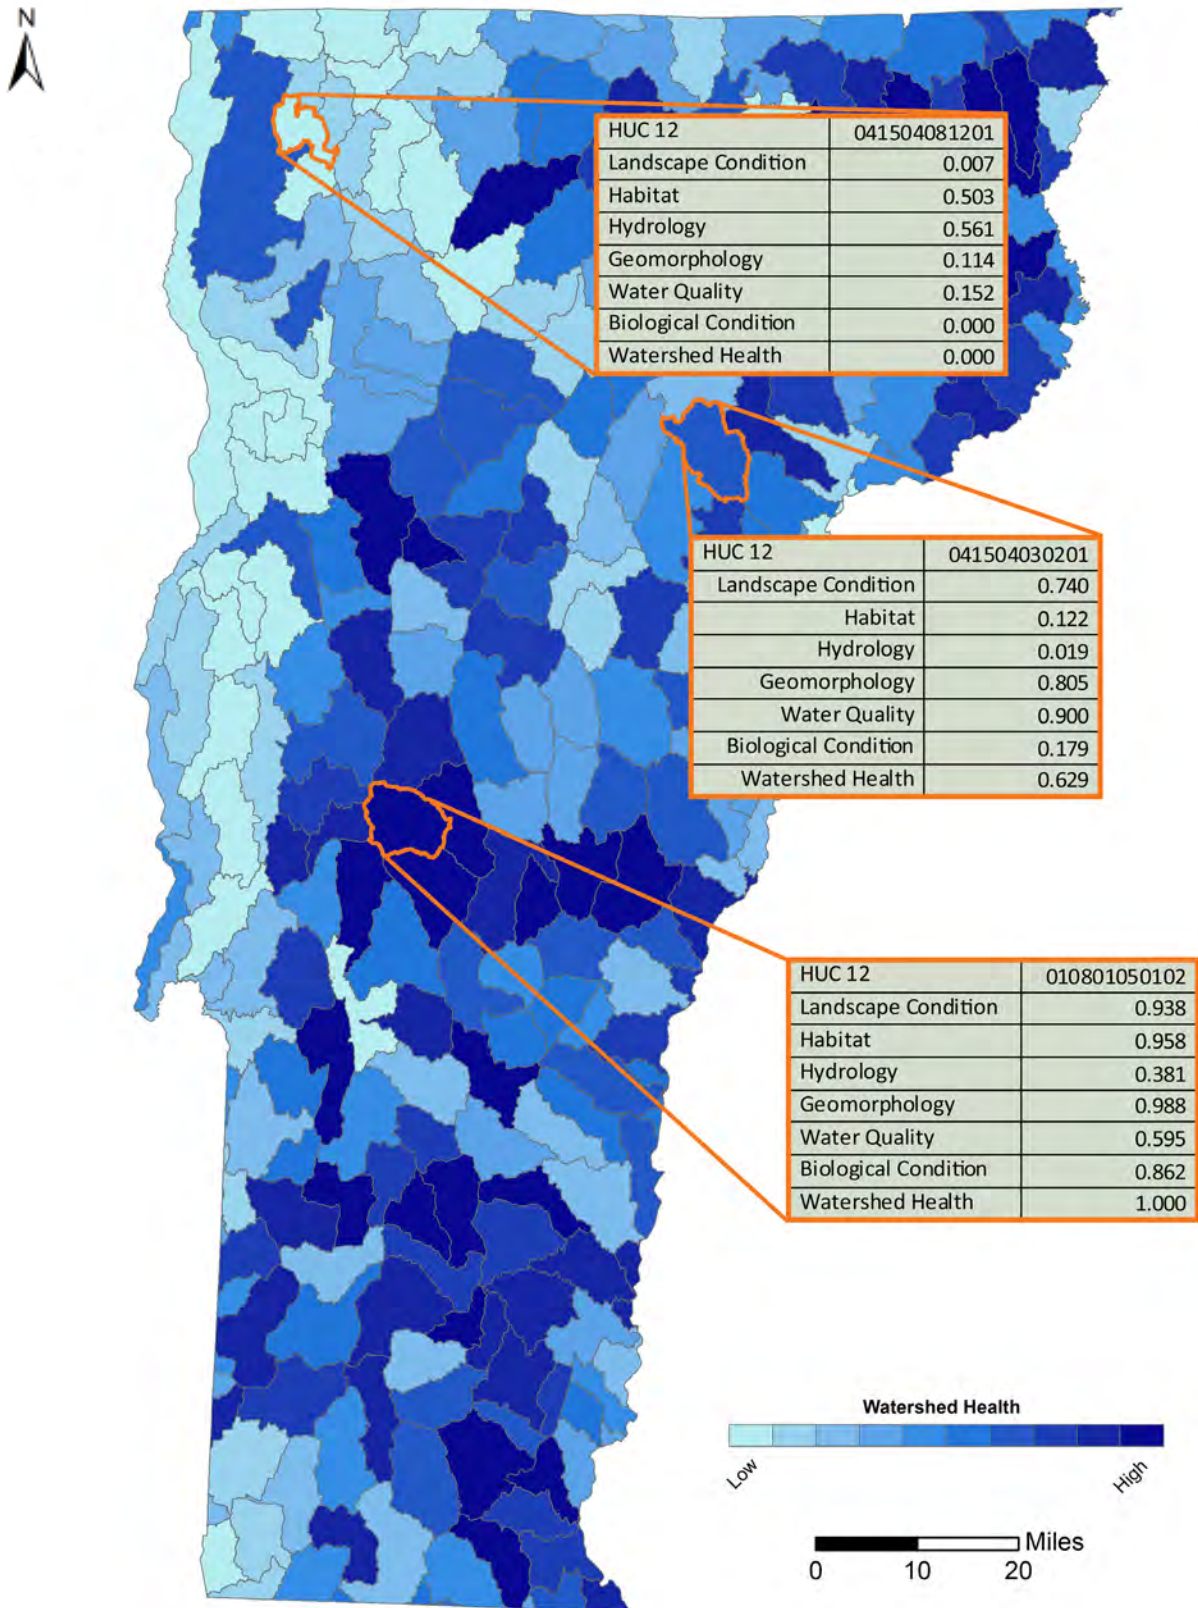 N
HUC 12 041504081201
Landscape Condition 0.007
Habitat 0.503
Hydrology 0.561
Geomorphology 0.114
Water Quality 0.152
Biological Condition 0.000
Watershed Health 0.000
HUC 12 041504030201
Landscape Condition 0.740
Habitat 0.122
Hydrology 0.019
Geomorphology 0.805
Water Quality 0.900
Biological Condition 0.179
Watershed Health 0.629
HUC 12 010801050102
Landscape Condition 0.938
Habitat 0.958
Hydrology 0.381
Geomorphology 0.988
Water Quality 0.595
Biological Condition 0.862
Watershed Health 1.000
Watershed Health
Low High
Miles
0 10 20